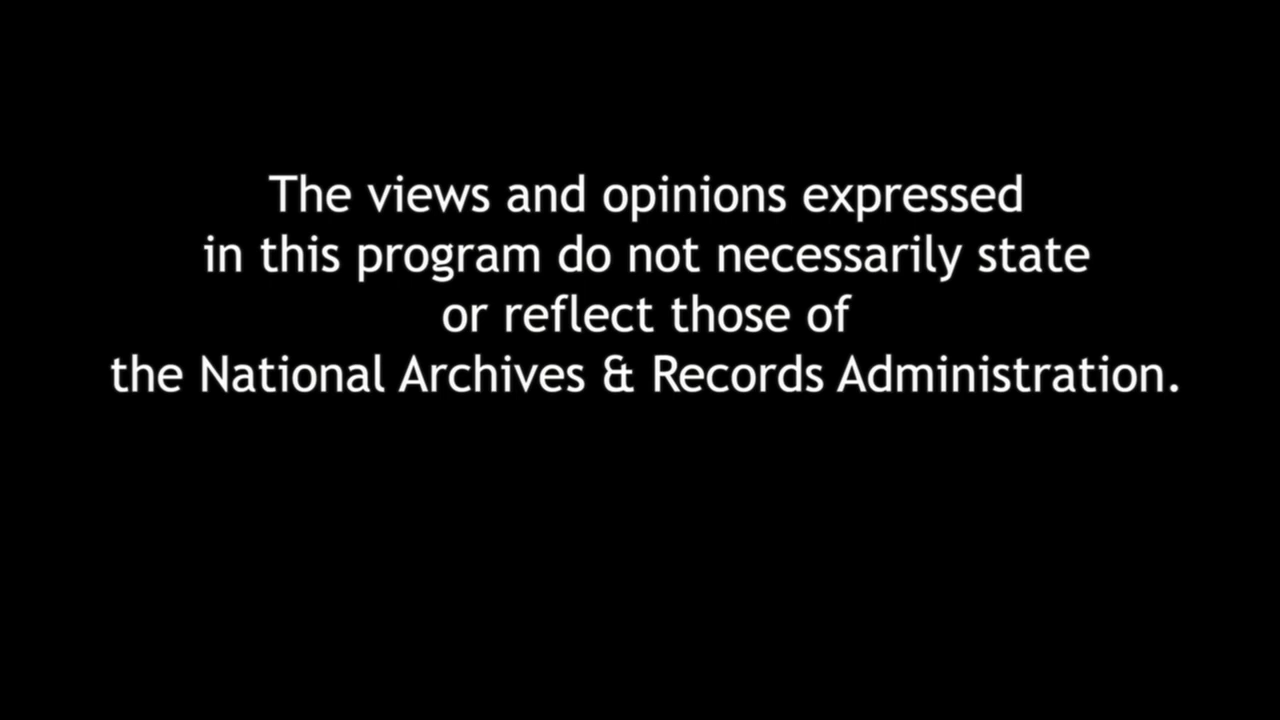 The views and opinions expressed
in this program do not necessarily state
or reflect those of
the National Archives & Records Administration.